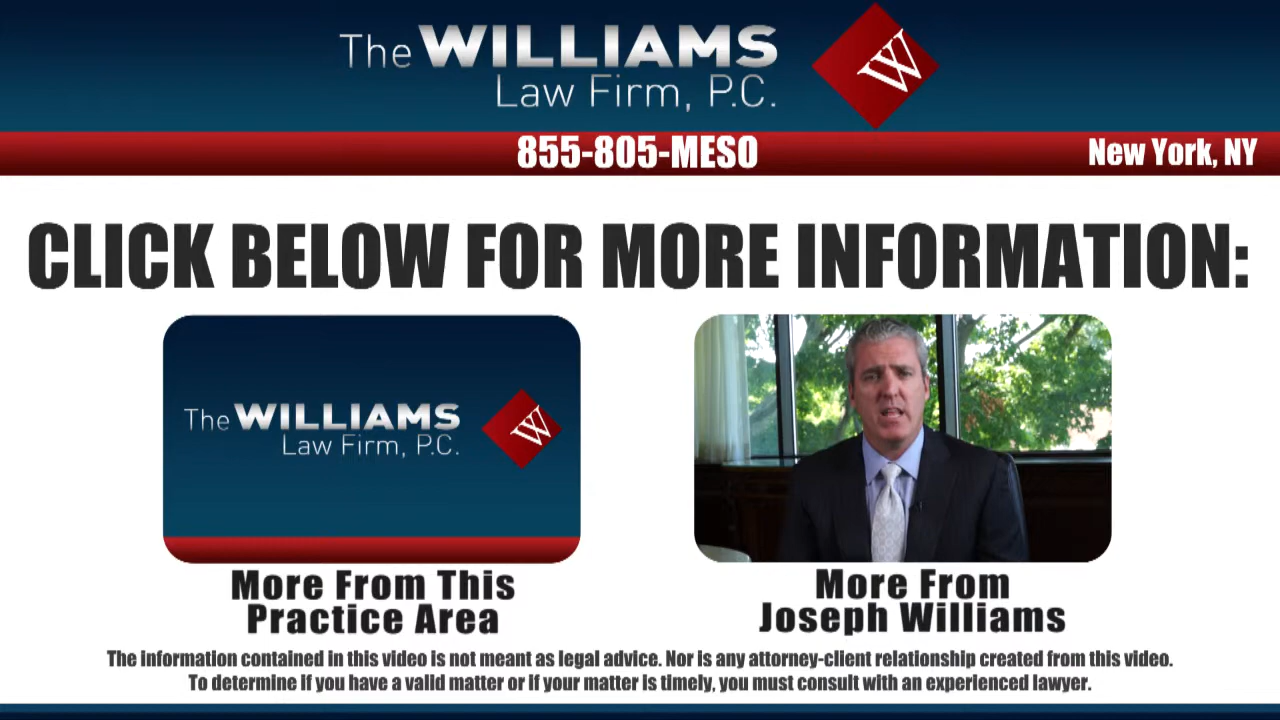 The WILLIAMS
Law Firm, P.C.
W
855-805-MESO
New York, NY
CLICK BELOW FOR MORE INFORMATION:
The WILLIAMS
Law Firm, P.C.
W
More From This
Practice Area
More From
Joseph Williams
The information contained in this video is not meant as legal advice. Nor is any attorney-client relationship created from this video.
To determine if you have a valid matter or if your matter is timely, you must consult with an experienced lawyer.